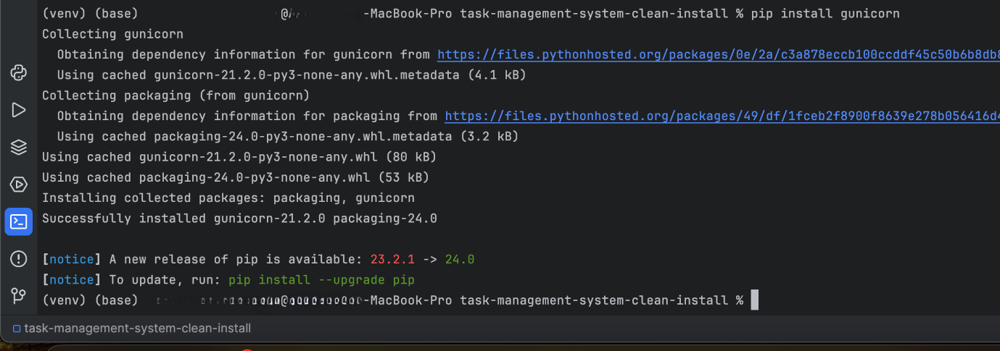 (venv) (base) @ -MacBook-Pro task-management-system-clean-install % pip install gunicorn
Collecting gunicorn
  Obtaining dependency information for gunicorn from https://files.pythonhosted.org/packages/0e/2a/c3a878eccb100ccddf45c50b6b8db8
  Using cached gunicorn-21.2.0-py3-none-any.whl.metadata (4.1 kB)
Collecting packaging (from gunicorn)
  Obtaining dependency information for packaging from https://files.pythonhosted.org/packages/49/df/1fceb2f8900f8639e278b056416d4
  Using cached packaging-24.0-py3-none-any.whl.metadata (3.2 kB)
Using cached gunicorn-21.2.0-py3-none-any.whl (80 kB)
Using cached packaging-24.0-py3-none-any.whl (53 kB)
Installing collected packages: packaging, gunicorn
Successfully installed gunicorn-21.2.0 packaging-24.0
[notice] A new release of pip is available: 23.2.1 -> 24.0
[notice] To update, run: pip install --upgrade pip
(venv) (base) @ -MacBook-Pro task-management-system-clean-install %
task-management-system-clean-install